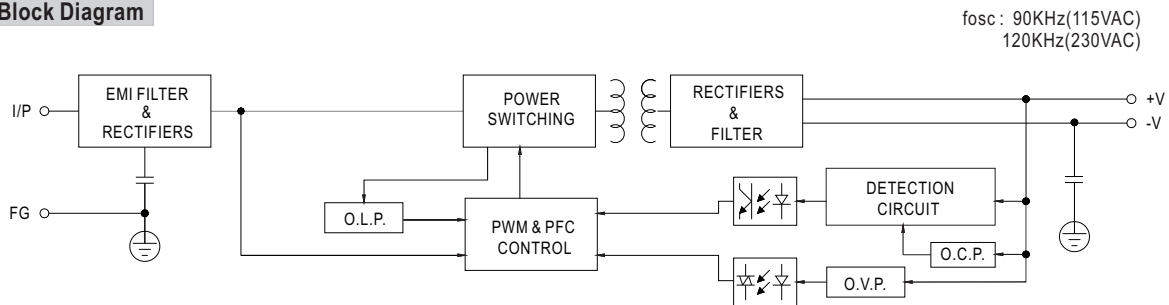 Block Diagram
fosc : 90KHz(115VAC)
120KHz(230VAC)
I/P
EMI FILTER
&
RECTIFIERS
POWER
SWITCHING
RECTIFIERS
&
FILTER
+V
-V
FG
O.L.P.
PWM & PFC
CONTROL
DETECTION
CIRCUIT
O.C.P.
O.V.P.